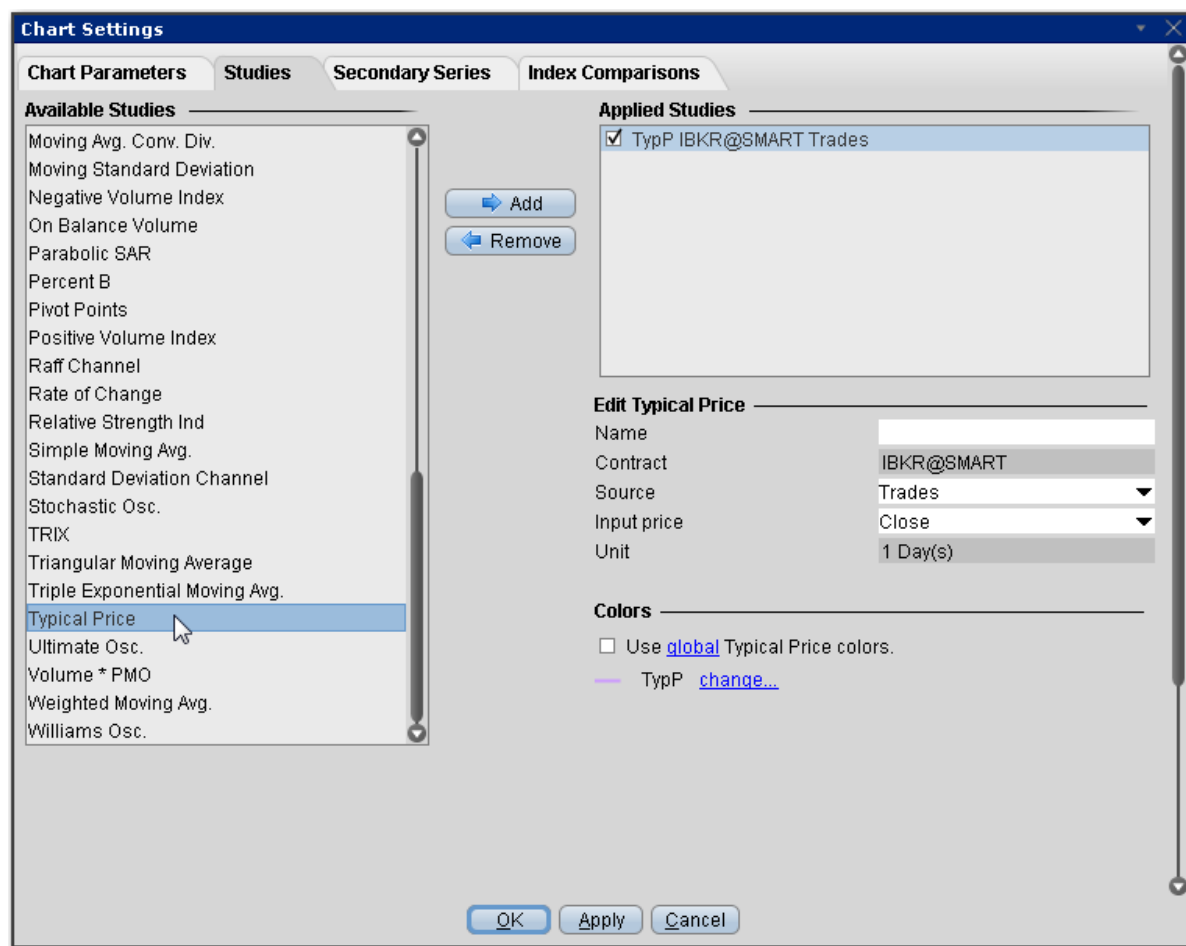 Chart Settings
Chart Parameters Studies Secondary Series Index Comparisons
Available Studies
Moving Avg. Conv. Div.
Moving Standard Deviation
Negative Volume Index
On Balance Volume
Parabolic SAR
Percent B
Pivot Points
Positive Volume Index
Raff Channel
Rate of Change
Relative Strength Ind
Simple Moving Avg.
Standard Deviation Channel
Stochastic Osc.
TRIX
Triangular Moving Average
Triple Exponential Moving Avg.
Typical Price
Ultimate Osc.
Volume * PMO
Weighted Moving Avg.
Williams Osc.
Add
Remove
Applied Studies
TypP IBKR@SMART Trades
Edit Typical Price
Name
Contract IBKR@SMART
Source Trades
Input price Close
Unit 1 Day(s)
Colors
Use global Typical Price colors.
TypP change...
OK Apply Cancel